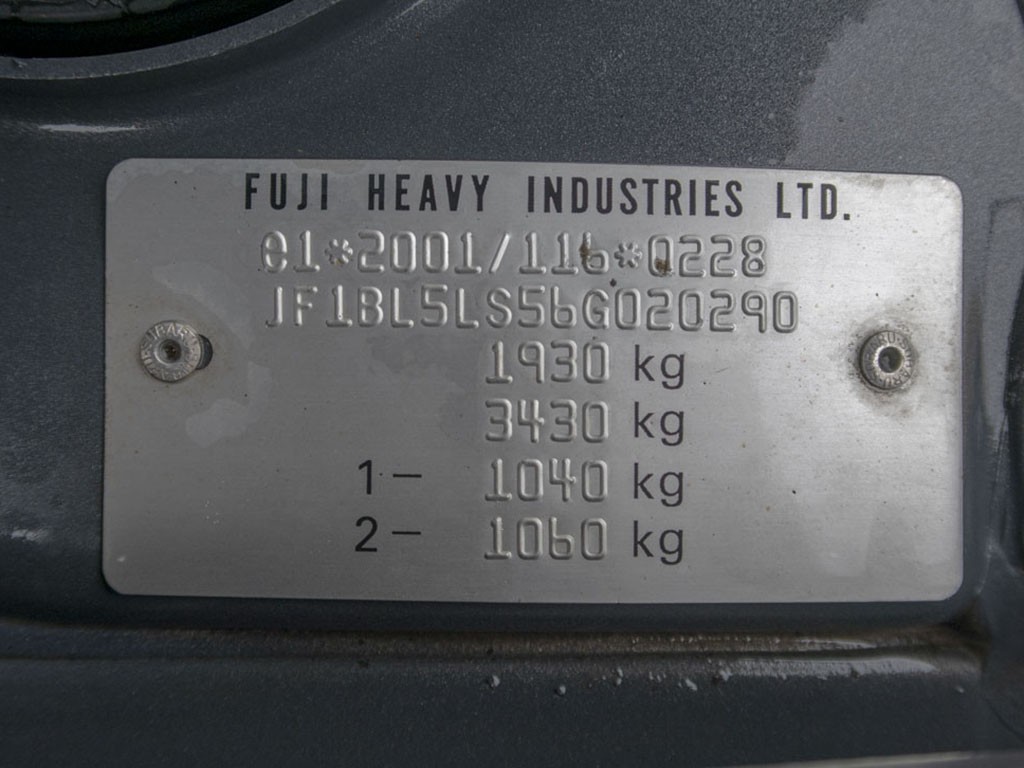 FUJI HEAVY INDUSTRIES LTD.
e1*2001/116*0228
JF1BL5LS56G020290
1930 kg
3430 kg
1- 1040 kg
2- 1060 kg